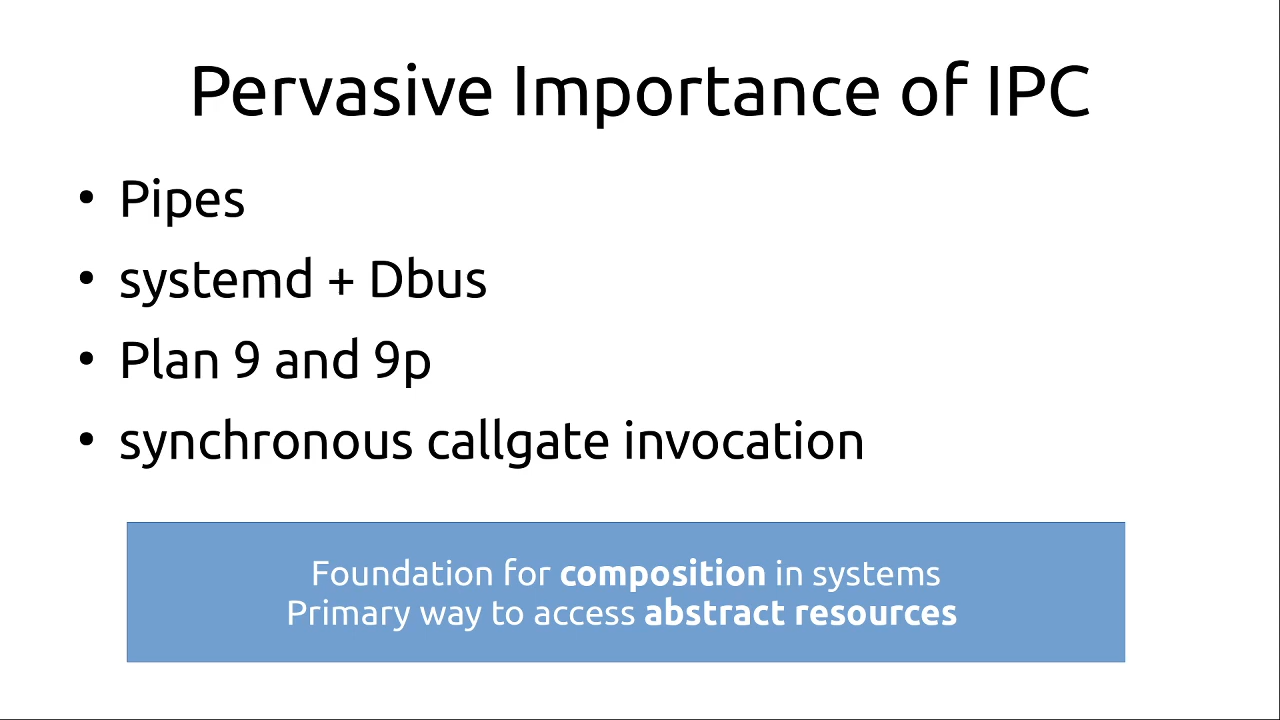 Pervasive Importance of IPC
• Pipes
• systemd + Dbus
• Plan 9 and 9p
• synchronous callgate invocation
Foundation for composition in systems
Primary way to access abstract resources